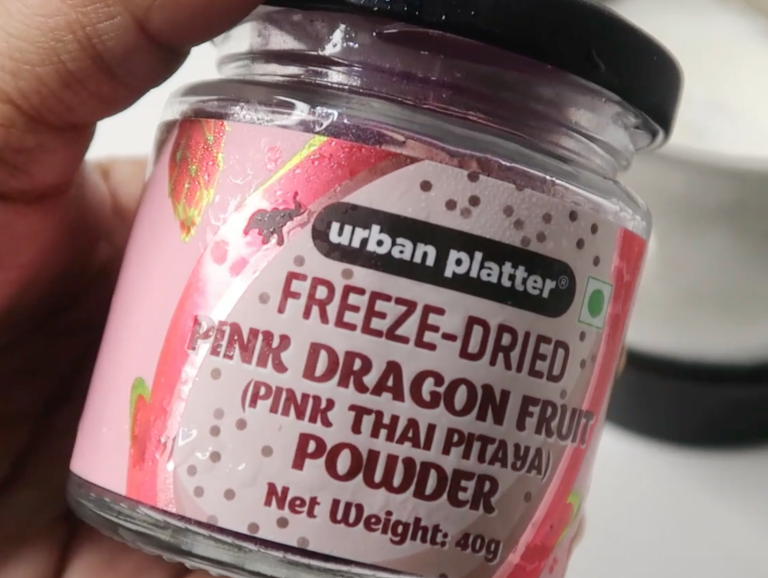 urban platter®
FREEZE-DRIED
PINK DRAGON FRUIT
(PINK THAI PITAYA)
POWDER
Net Weight: 40g